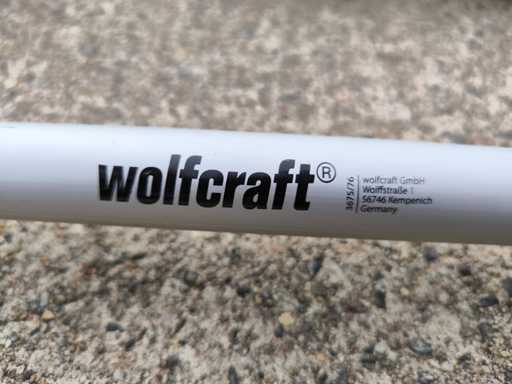 wolfcraft®
3675/76
wolfcraft GmbH
Wolffstraße 1
56746 Kempenich
Germany